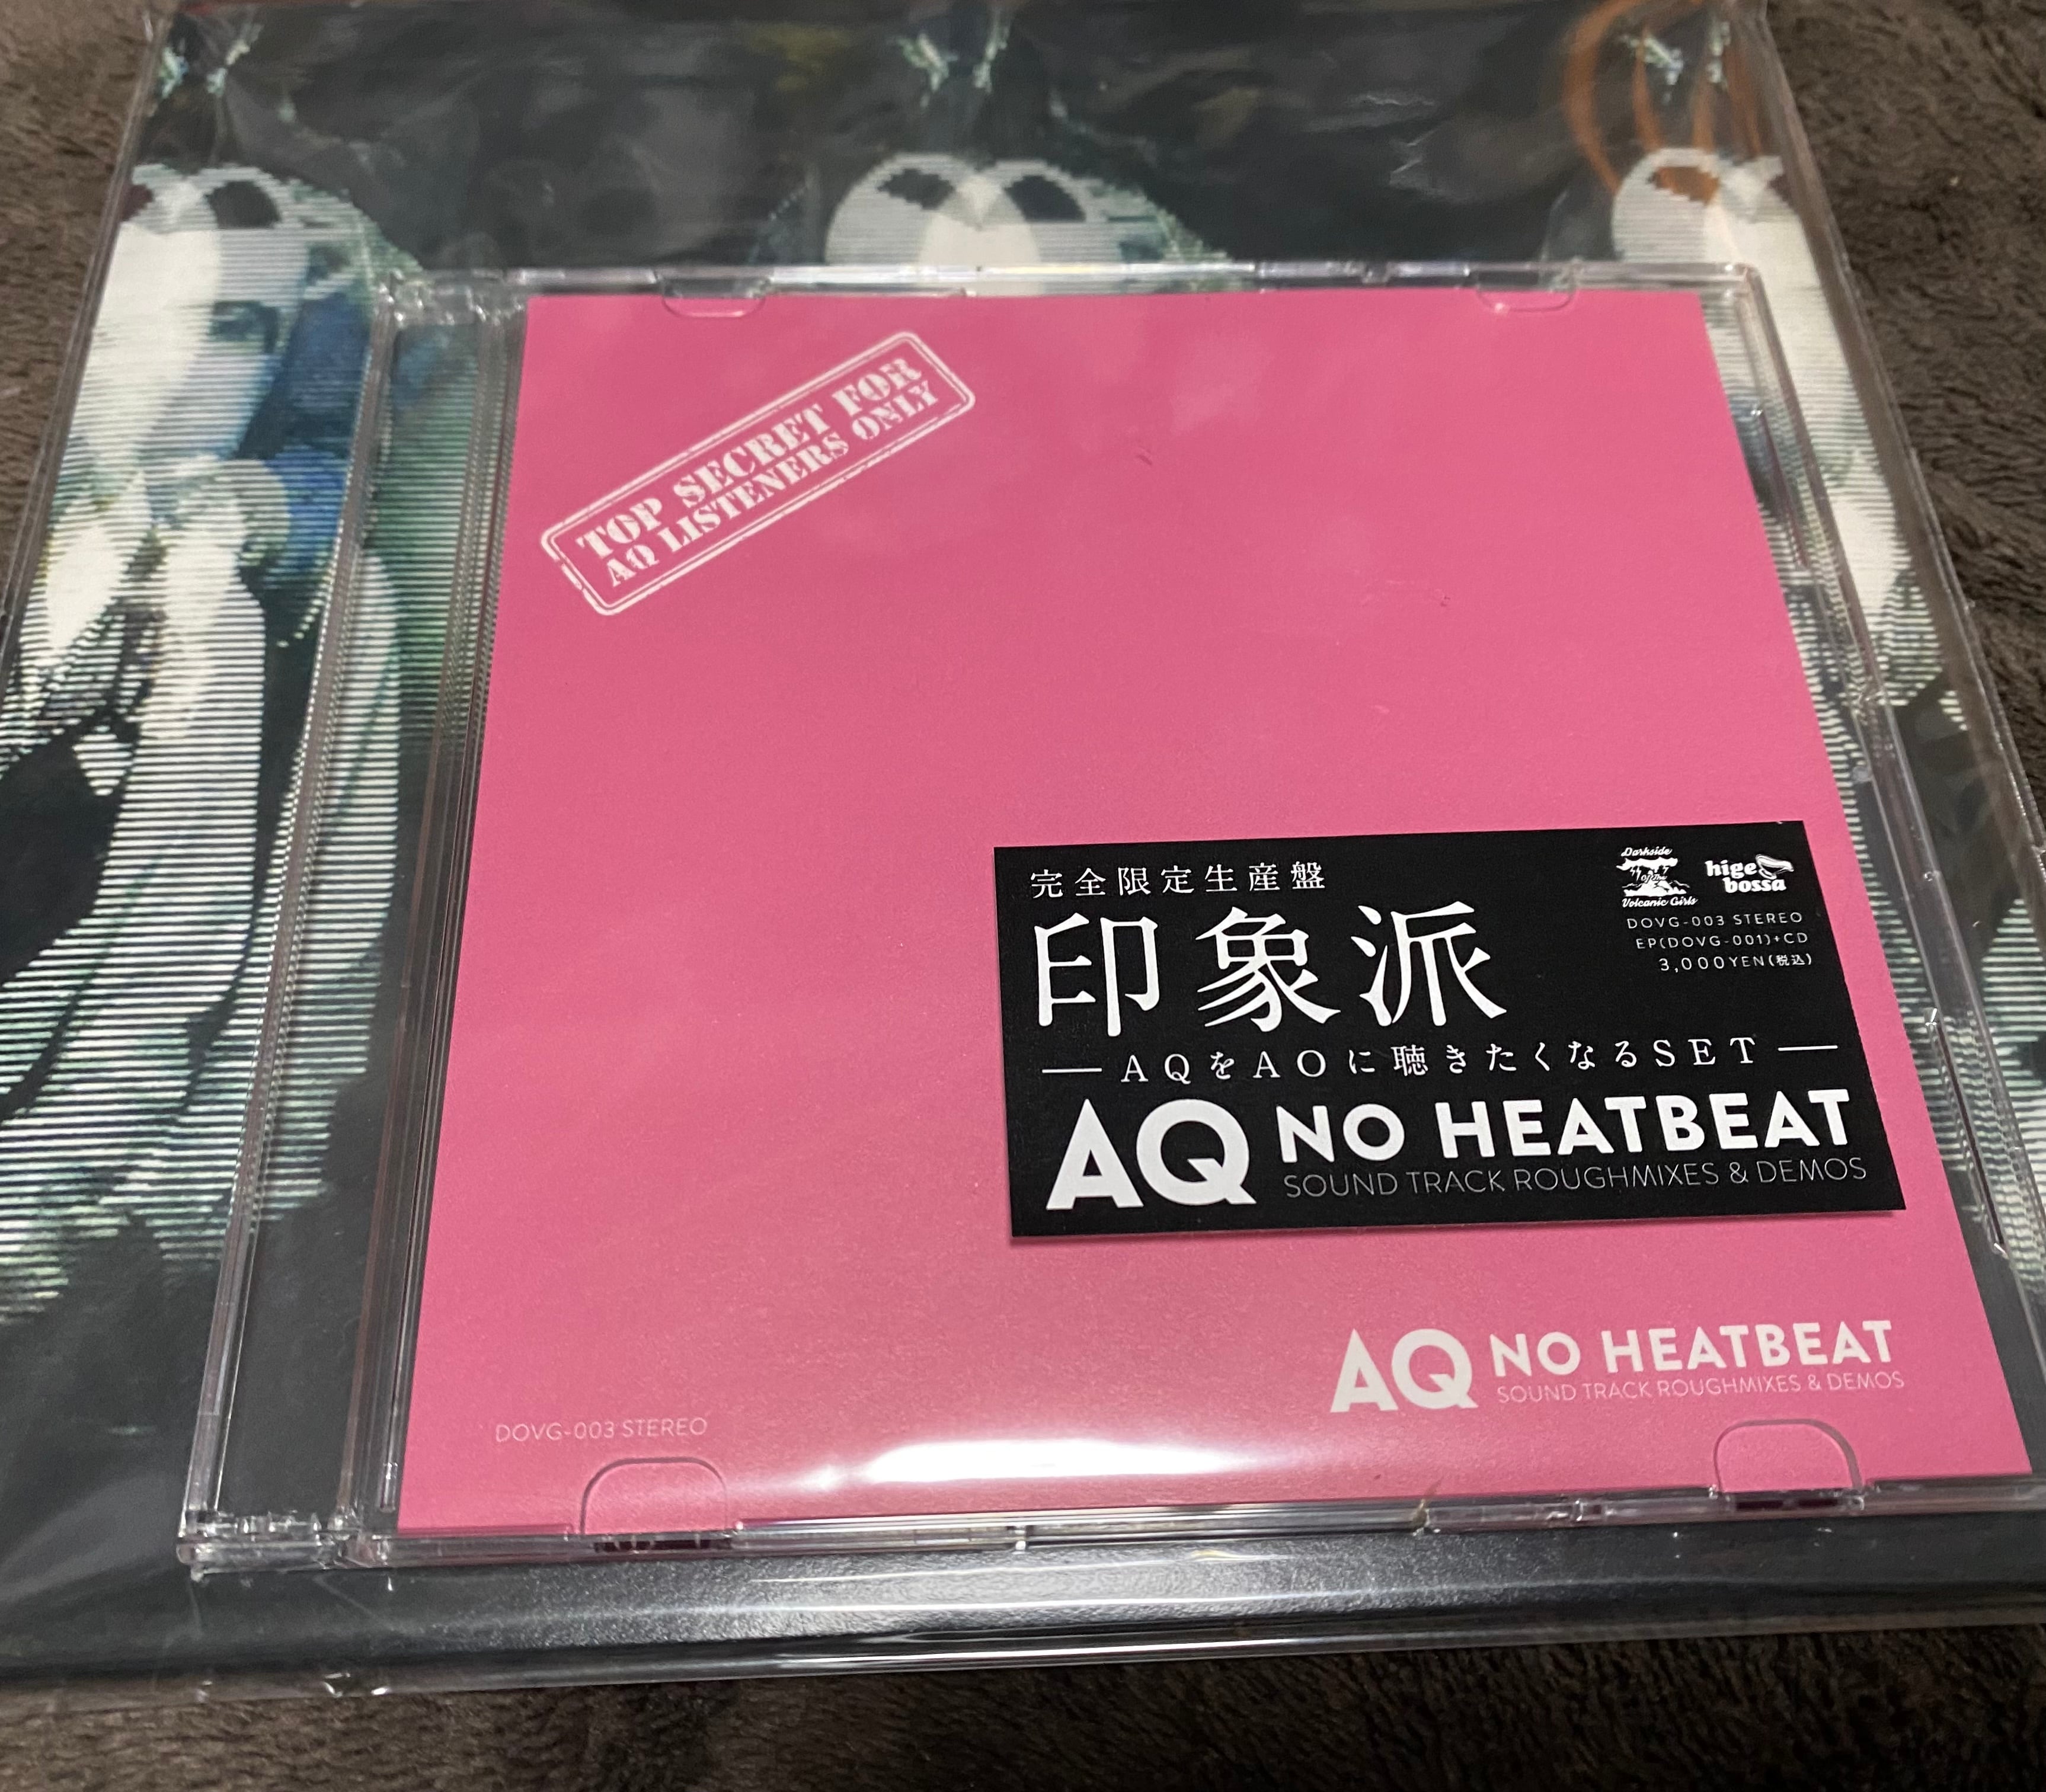 TOP SECRET FOR
AQ LISTENERS ONLY
完全限定生産盤
印象派
Darkside
Of The
Volcanic Girls
hige
bossa
DOVG-003 STEREO
EP(DOVG-001)+CD
3,000YEN(税込)
AQをAOに聴きたくなるSET
AQ NO HEATBEAT
SOUND TRACK ROUGHMIXES & DEMOS
AQ NO HEATBEAT
SOUND TRACK ROUGHMIXES & DEMOS
DOVG-003 STEREO